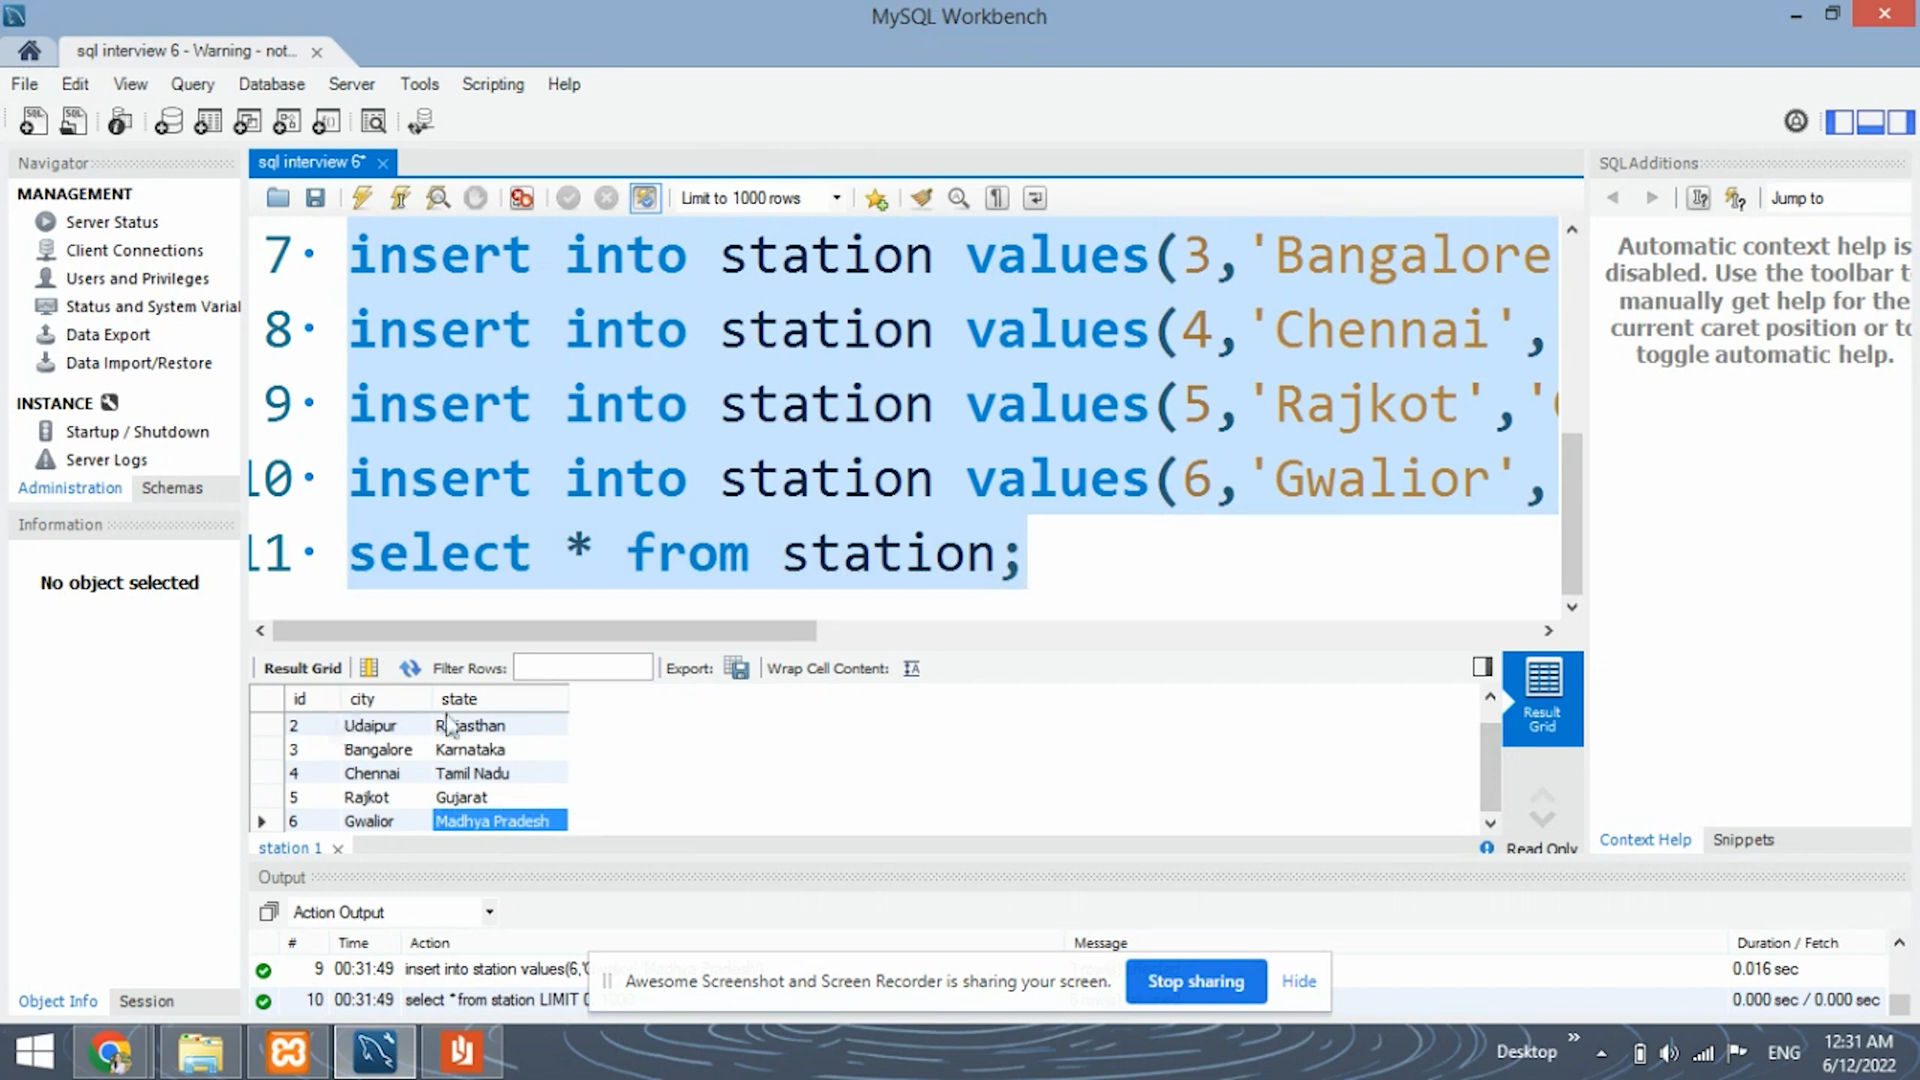 MySQL Workbench
sql interview 6 - Warning - not...
File Edit View Query Database Server Tools Scripting Help
Navigator
MANAGEMENT
Server Status
Client Connections
Users and Privileges
Status and System Varial
Data Export
Data Import/Restore
INSTANCE
Startup / Shutdown
Server Logs
Administration Schemas
Information
No object selected
Object Info Session
sql interview 6*
Limit to 1000 rows
7 insert into station values(3,'Bangalore
8 insert into station values(4,'Chennai',
9 insert into station values(5,'Rajkot','
10 insert into station values(6,'Gwalior',
11 select * from station;
Result Grid Filter Rows: Export: Wrap Cell Content:
id city state
2 Udaipur Rajasthan
3 Bangalore Karnataka
4 Chennai Tamil Nadu
5 Rajkot Gujarat
6 Gwalior Madhya Pradesh
Result
Grid
station 1
Read Only
SQLAdditions
Jump to
Automatic context help is
disabled. Use the toolbar t
manually get help for the
current caret position or to
toggle automatic help.
Context Help Snippets
Output
Action Output
# Time Action Message Duration / Fetch
9 00:31:49 insert into station values(6,' 0.016 sec
10 00:31:49 select * from station LIMIT 0.000 sec / 0.000 sec
Awesome Screenshot and Screen Recorder is sharing your screen. Stop sharing Hide
Desktop
ENG
12:31 AM
6/12/2022